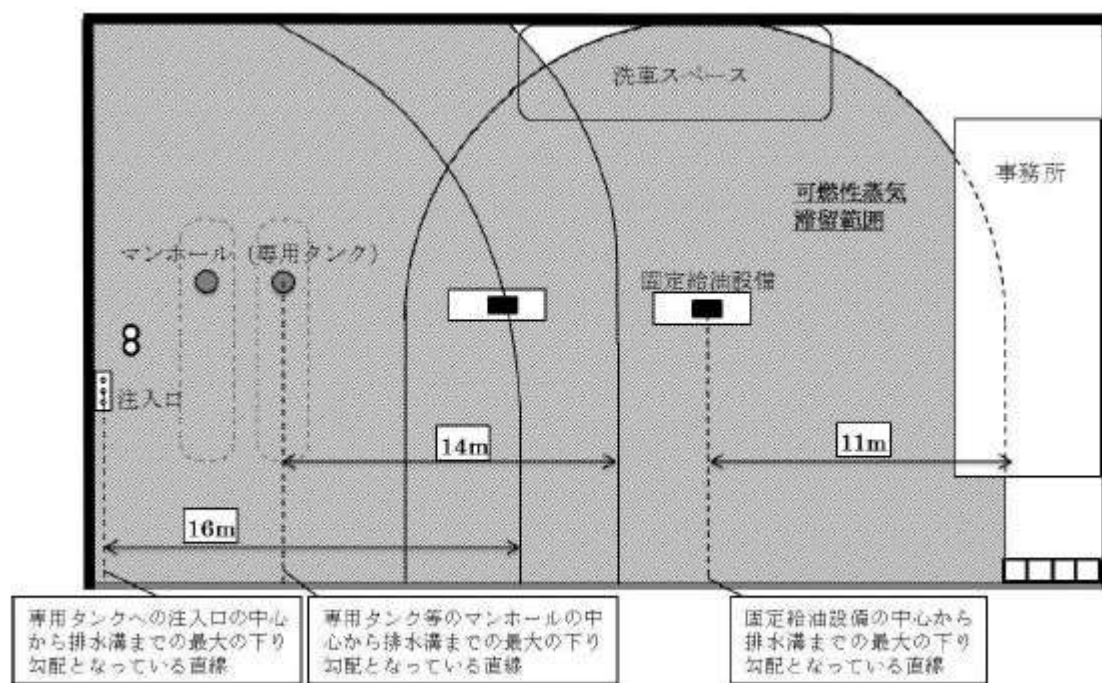 洗車スペース
事務所
可燃性蒸気
滞留範囲
マンホール (専用タンク)
固定給油設備
注入口
14m
11m
16m
専用タンクへの注入口の中心
から排水溝までの最大の下り
勾配となっている直線
専用タンク等のマンホールの中
心から排水溝までの最大の下り
勾配となっている直線
固定給油設備の中心から
排水溝までの最大の下り
勾配となっている直線